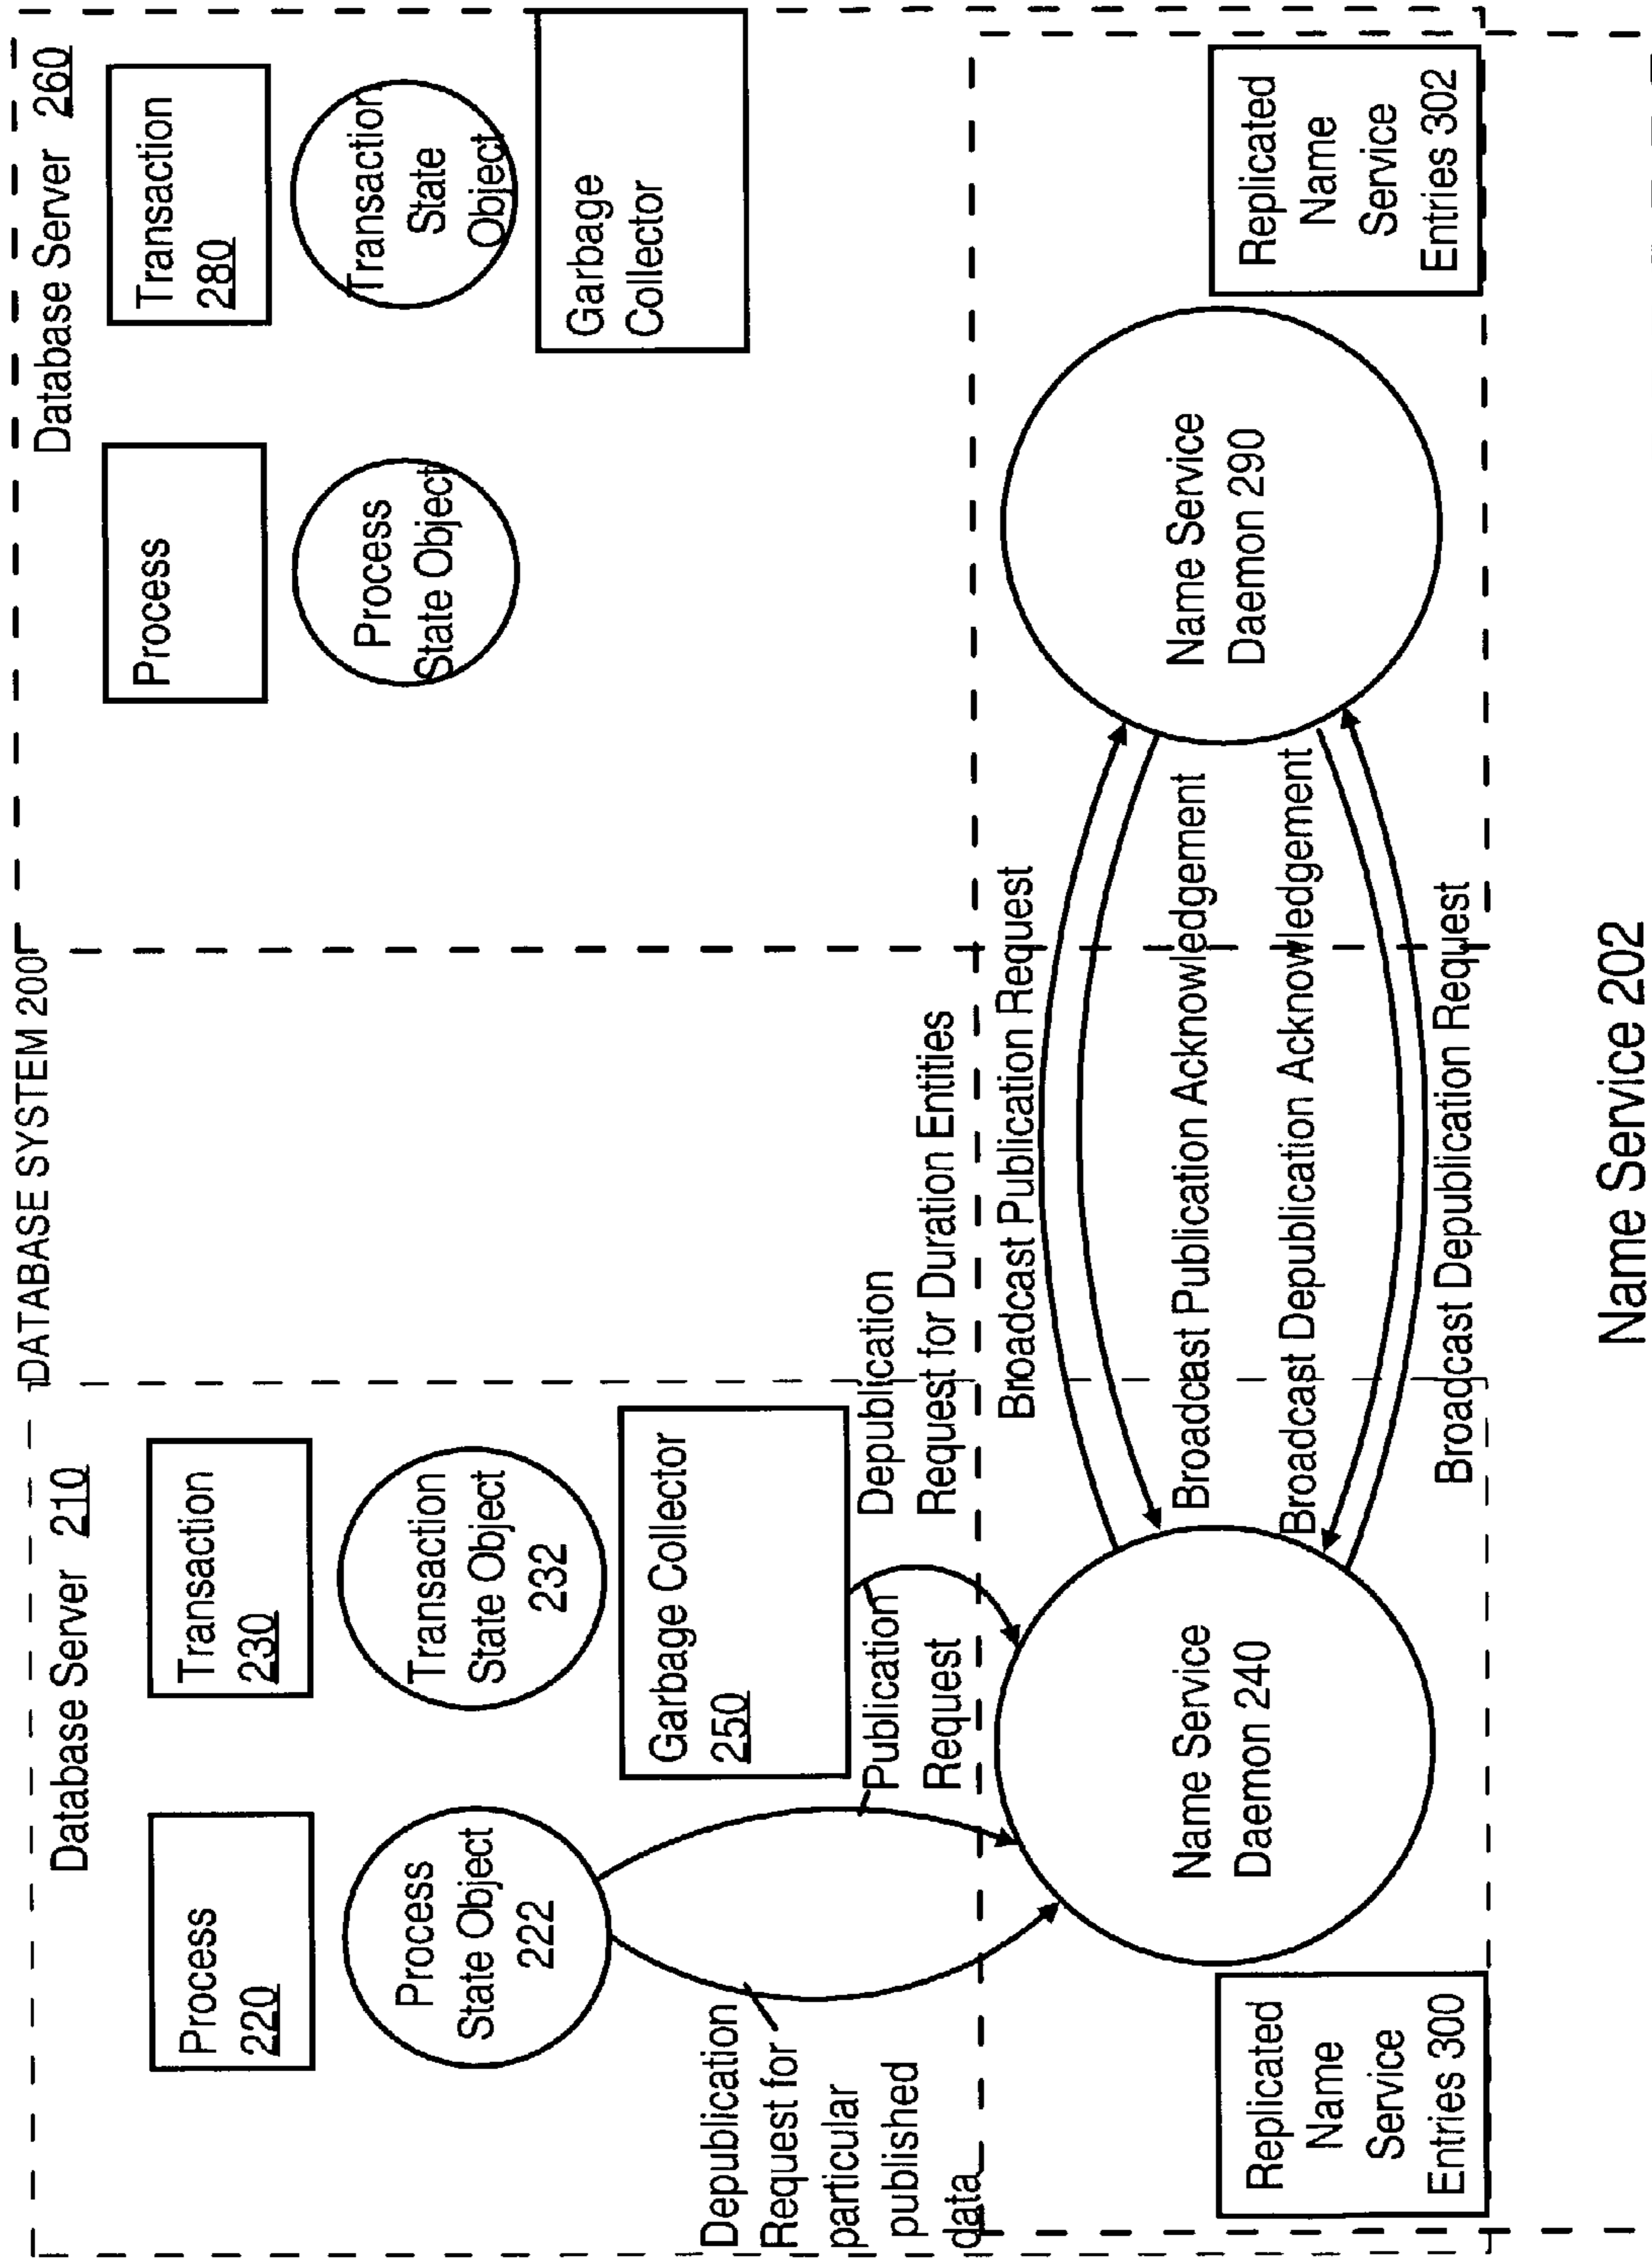 DATABASE SYSTEM 200
Database Server 210
Process
220
Transaction
230
Process
State Object
222
Transaction
State Object
232
Garbage Collector
250
Depublication
Request for
particular
published
data
Publication
Request
Depublication
Request for Duration Entities
Name Service
Daemon 240
Replicated
Name
Service
Entries 300
Broadcast Publication Request
Broadcast Publication Acknowledgement
Broadcast Depublication Acknowledgement
Broadcast Depublication Request
Database Server 260
Process
Transaction
280
Process
State Object
Transaction
State
Object
Garbage
Collector
Name Service
Daemon 290
Replicated
Name
Service
Entries 302
Name Service 202